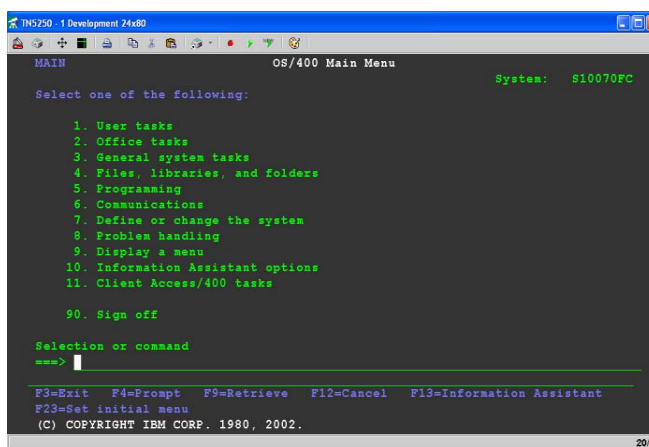 TN5250 - 1 Development 24x80
MAIN OS/400 Main Menu
System: S10070FC
Select one of the following:
1. User tasks
2. Office tasks
3. General system tasks
4. Files, libraries, and folders
5. Programming
6. Communications
7. Define or change the system
8. Problem handling
9. Display a menu
10. Information Assistant options
11. Client Access/400 tasks
90. Sign off
Selection or command
===>
F3=Exit F4=Prompt F9=Retrieve F12=Cancel F13=Information Assistant
F23=Set initial menu
(C) COPYRIGHT IBM CORP. 1980, 2002.
20/